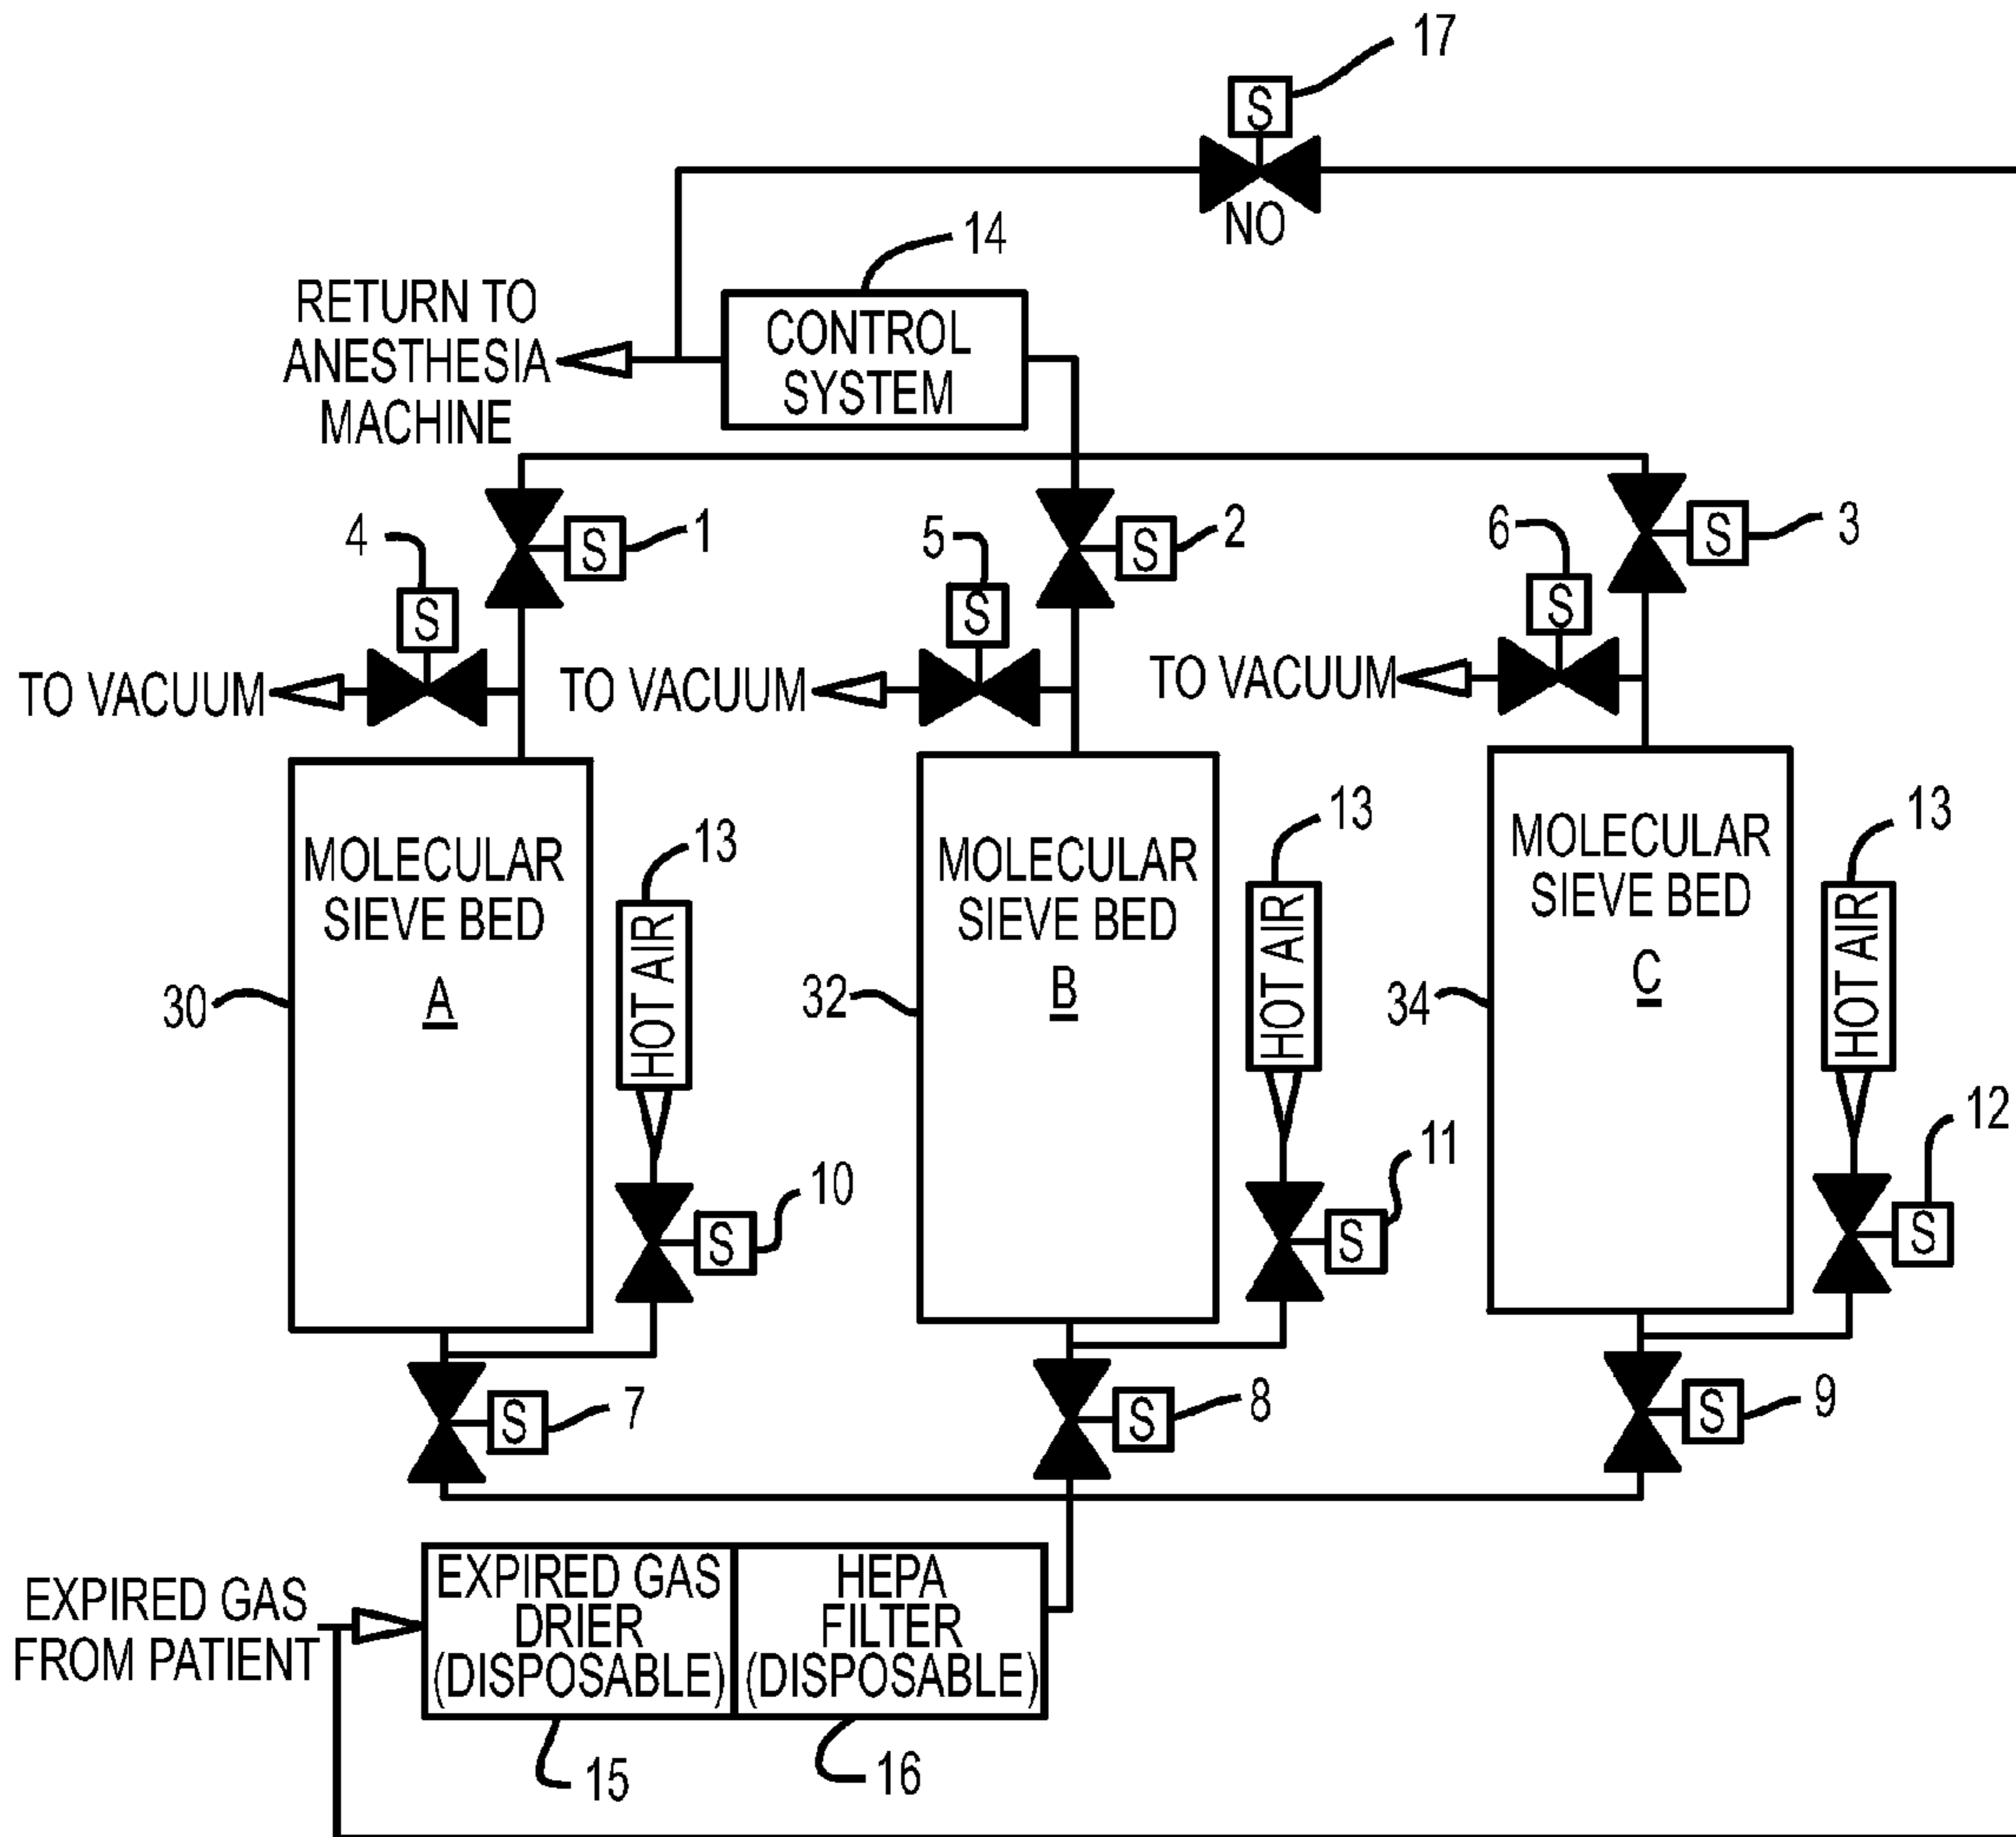 17
S
NO
14
RETURN TO
ANESTHESIA
MACHINE
CONTROL
SYSTEM
4
S
S
1
5
S
S
2
6
S
S
3
TO VACUUM
TO VACUUM
TO VACUUM
MOLECULAR
SIEVE BED
A
30
13
HOT AIR
10
S
MOLECULAR
SIEVE BED
B
32
13
HOT AIR
11
S
MOLECULAR
SIEVE BED
C
34
13
HOT AIR
12
S
S
7
S
8
S
9
EXPIRED GAS
FROM PATIENT
EXPIRED GAS
DRIER
(DISPOSABLE)
HEPA
FILTER
(DISPOSABLE)
15
16